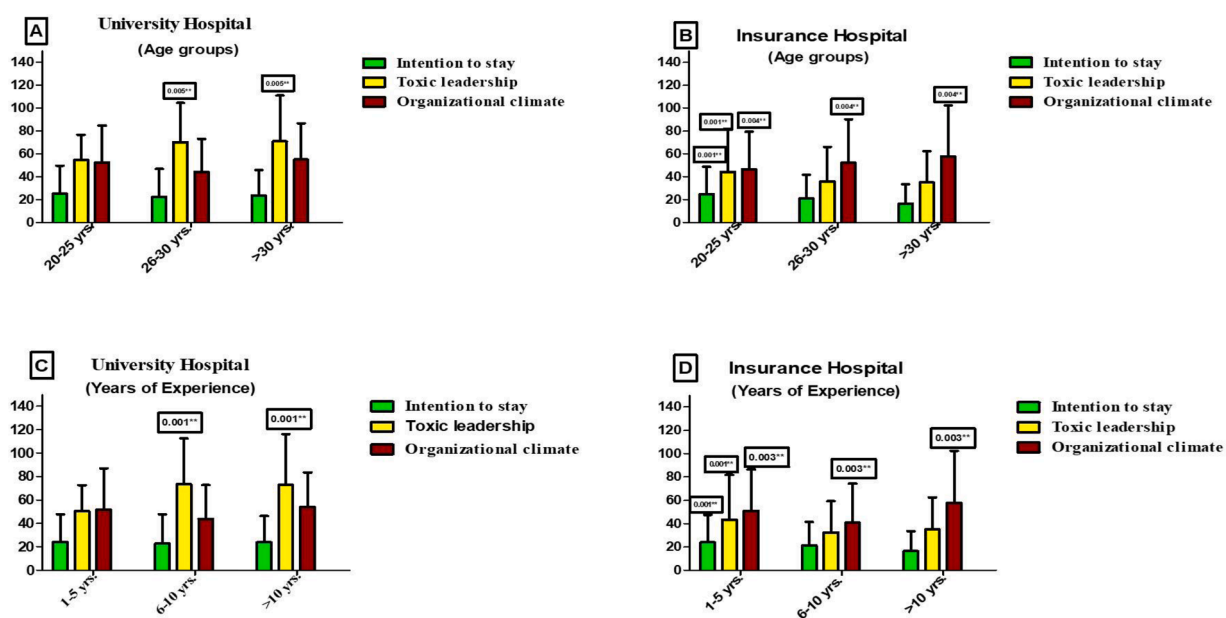 A
University Hospital
(Age groups)
140
120
100
80
60
40
20
0
0.005**
0.005**
20-25 yrs.
26-30 yrs.
>30 yrs.
Intention to stay
Toxic leadership
Organizational climate
B
Insurance Hospital
(Age groups)
140
120
100
80
60
40
20
0
0.001**
0.001**
0.004**
0.004**
0.004**
20-25 yrs.
26-30 yrs.
>30 yrs.
Intention to stay
Toxic leadership
Organizational climate
C
University Hospital
(Years of Experience)
140
120
100
80
60
40
20
0
0.001**
0.001**
1-5 yrs.
6-10 yrs.
>10 yrs.
Intention to stay
Toxic leadership
Organizational climate
D
Insurance Hospital
(Years of Experience)
140
120
100
80
60
40
20
0
0.001**
0.001**
0.003**
0.003**
0.003**
1-5 yrs.
6-10 yrs.
>10 yrs.
Intention to stay
Toxic leadership
Organizational climate